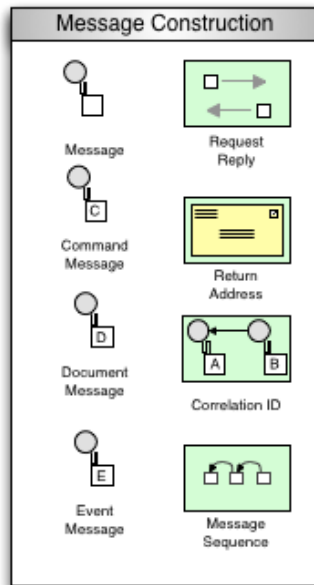 Message Construction
Message
Request
Reply
C
Command
Message
Return
Address
D
Document
Message
A
B
Correlation ID
E
Event
Message
Message
Sequence